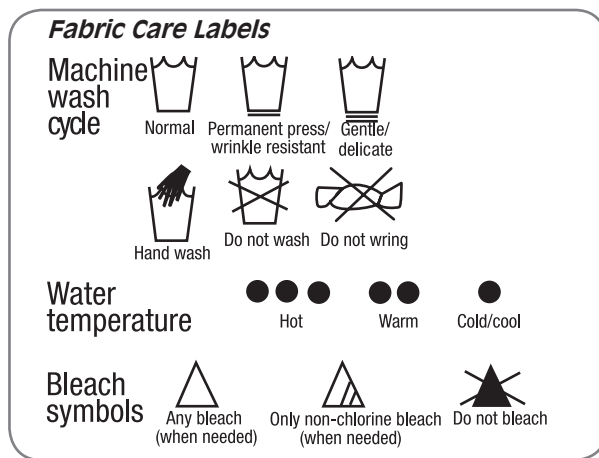 Fabric Care Labels
Machine
wash
cycle
Normal
Permanent press/
wrinkle resistant
Gentle/
delicate
Hand wash
Do not wash
Do not wring
Water
temperature
Hot
Warm
Cold/cool
Bleach
symbols
Any bleach
(when needed)
Only non-chlorine bleach
(when needed)
Do not bleach